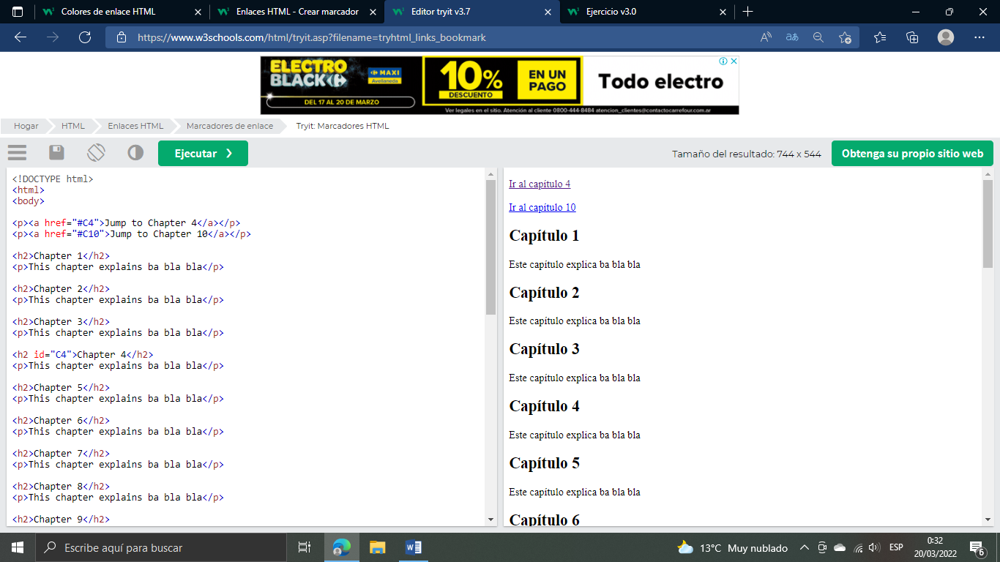 Colores de enlace HTML
Enlaces HTML - Crear marcador
Editor tryit v3.7
Ejercicio v3.0
https://www.w3schools.com/html/tryit.asp?filename=tryhtml_links_bookmark
ELECTRO
BLACK
MAXI
Avellaneda
DEL 17 AL 20 DE MARZO
10%
DESCUENTO
EN UN
PAGO
Todo electro
Ver legales en el sitio. Atención al cliente 0800-444-8484 atencion_clientes@contactocarrefour.com.ar
Hogar
HTML
Enlaces HTML
Marcadores de enlace
Tryit: Marcadores HTML
Ejecutar ❯
Tamaño del resultado: 744 x 544
Obtenga su propio sitio web
<!DOCTYPE html>
<html>
<body>
<p><a href="#C4">Jump to Chapter 4</a></p>
<p><a href="#C10">Jump to Chapter 10</a></p>
<h2>Chapter 1</h2>
<p>This chapter explains ba bla bla</p>
<h2>Chapter 2</h2>
<p>This chapter explains ba bla bla</p>
<h2>Chapter 3</h2>
<p>This chapter explains ba bla bla</p>
<h2 id="C4">Chapter 4</h2>
<p>This chapter explains ba bla bla</p>
<h2>Chapter 5</h2>
<p>This chapter explains ba bla bla</p>
<h2>Chapter 6</h2>
<p>This chapter explains ba bla bla</p>
<h2>Chapter 7</h2>
<p>This chapter explains ba bla bla</p>
<h2>Chapter 8</h2>
<p>This chapter explains ba bla bla</p>
<h2>Chapter 9</h2>
Ir al capítulo 4
Ir al capítulo 10
Capítulo 1
Este capítulo explica ba bla bla
Capítulo 2
Este capítulo explica ba bla bla
Capítulo 3
Este capítulo explica ba bla bla
Capítulo 4
Este capítulo explica ba bla bla
Capítulo 5
Este capítulo explica ba bla bla
Capítulo 6
Escribe aquí para buscar
13°C Muy nublado
ESP
0:32
20/03/2022
6